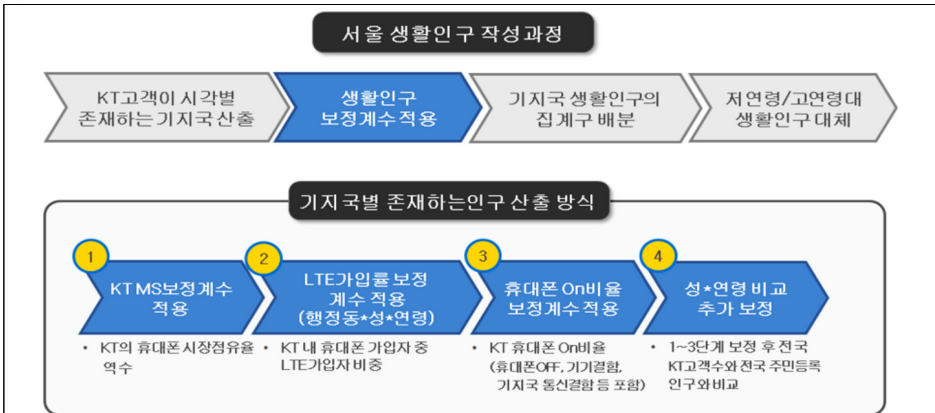 서울 생활인구 작성과정
KT고객이 시각별
존재하는 기지국 산출
생활인구
보정계수 적용
기지국 생활인구의
집계구 배분
저연령/고연령대
생활인구 대체
기지국별 존재하는인구 산출 방식
1
KT MS보정계수
적용
• KT의 휴대폰 시장점유율
역수
2
LTE가입률 보정
계수 적용
(행정동*성*연령)
• KT 내 휴대폰 가입자 중
LTE가입자 비중
3
휴대폰 On비율
보정계수 적용
• KT 휴대폰 On비율
(휴대폰OFF, 기기결함,
기지국 통신결함 등 포함)
4
성*연령 비교
추가 보정
• 1~3단계 보정 후 전국
KT고객수와 전국 주민등록
인구와 비교